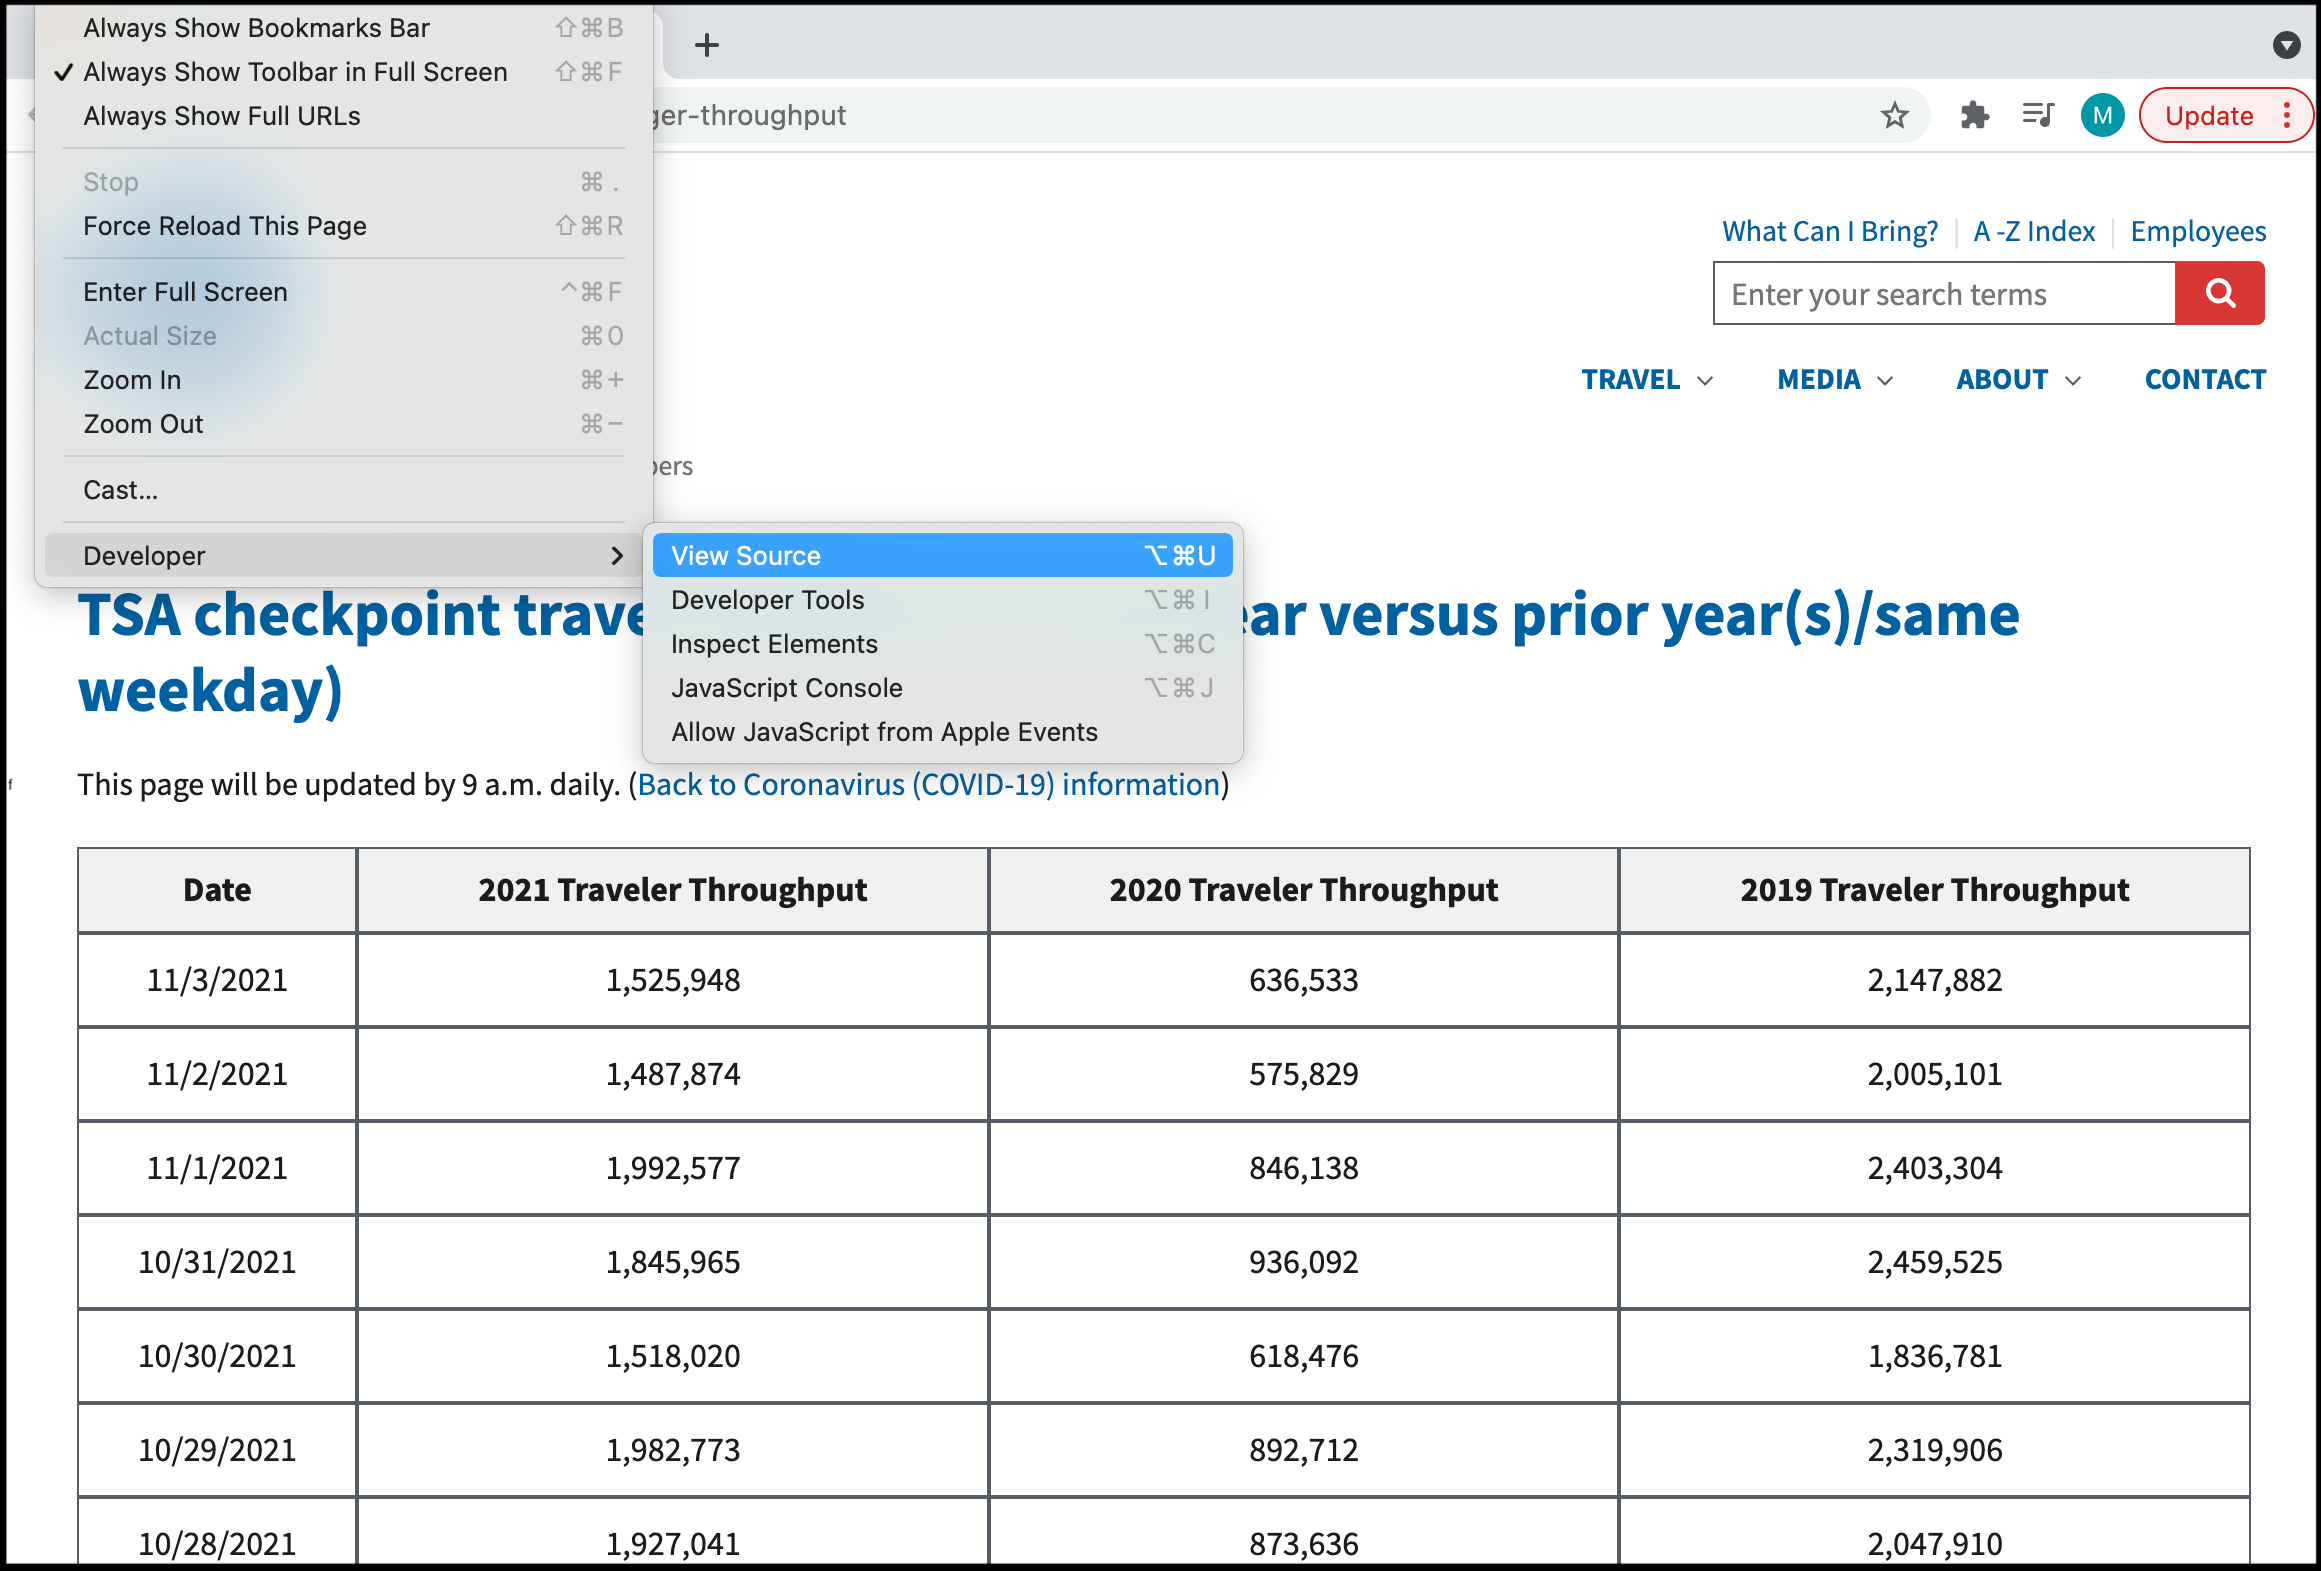 Always Show Bookmarks Bar ⇧⌘B
✓ Always Show Toolbar in Full Screen ⇧⌘F
Always Show Full URLs
ger-throughput
M
Update
Stop ⌘.
Force Reload This Page ⇧⌘R
What Can I Bring? | A -Z Index | Employees
Enter Full Screen ^⌘F
Enter your search terms
Actual Size ⌘0
Zoom In ⌘+
TRAVEL MEDIA ABOUT CONTACT
Zoom Out ⌘−
bers
Cast...
Developer
View Source ⌥⌘U
Developer Tools ⌥⌘I
Inspect Elements ⌥⌘C
JavaScript Console ⌥⌘J
Allow JavaScript from Apple Events
TSA checkpoint trave ear versus prior year(s)/same
weekday)
f
This page will be updated by 9 a.m. daily. (Back to Coronavirus (COVID-19) information)
Date 2021 Traveler Throughput 2020 Traveler Throughput 2019 Traveler Throughput
11/3/2021 1,525,948 636,533 2,147,882
11/2/2021 1,487,874 575,829 2,005,101
11/1/2021 1,992,577 846,138 2,403,304
10/31/2021 1,845,965 936,092 2,459,525
10/30/2021 1,518,020 618,476 1,836,781
10/29/2021 1,982,773 892,712 2,319,906
10/28/2021 1,927,041 873,636 2,047,910